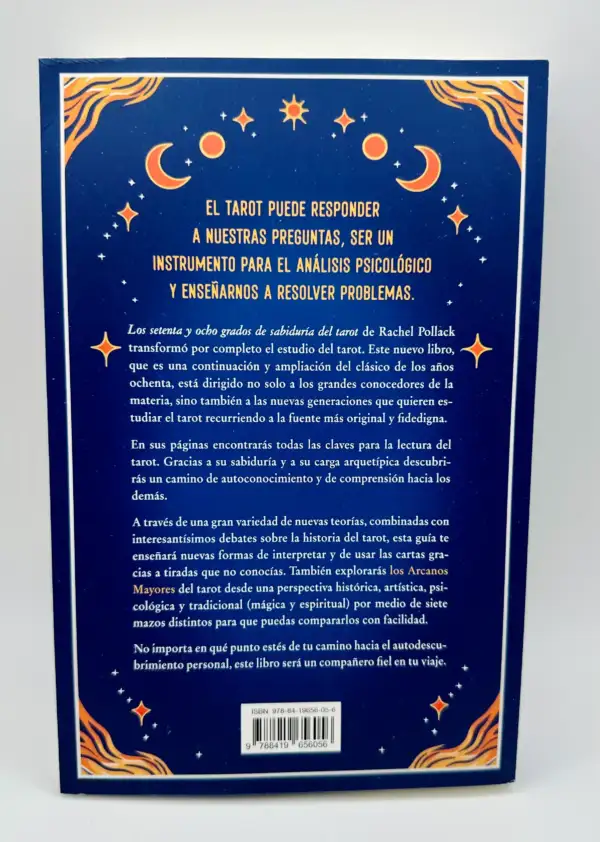 EL TAROT PUEDE RESPONDER
A NUESTRAS PREGUNTAS, SER UN
INSTRUMENTO PARA EL ANÁLISIS PSICOLÓGICO
Y ENSEÑARNOS A RESOLVER PROBLEMAS.
Los setenta y ocho grados de sabiduría del tarot de Rachel Pollack
transformó por completo el estudio del tarot. Este nuevo libro,
que es una continuación y ampliación del clásico de los años
ochenta, está dirigido no solo a los grandes conocedores de la
materia, sino también a las nuevas generaciones que quieren es-
tudiar el tarot recurriendo a la fuente más original y fidedigna.
En sus páginas encontrarás todas las claves para la lectura del
tarot. Gracias a su sabiduría y a su carga arquetípica descubri-
rás un camino de autoconocimiento y de comprensión hacia los
demás.
A través de una gran variedad de nuevas teorías, combinadas con
interesantísimos debates sobre la historia del tarot, esta guía te
enseñará nuevas formas de interpretar y de usar las cartas gra-
cias a tiradas que no conocías. También explorarás los Arcanos
Mayores del tarot desde una perspectiva histórica, artística, psi-
cológica y tradicional (mágica y espiritual) por medio de siete
mazos distintos para que puedas compararlos con facilidad.
No importa en qué punto estés de tu camino hacia el autodescu-
brimiento personal, este libro será un compañero fiel en tu viaje.
ISBN 978-84-19656-05-6
9 788419 656056